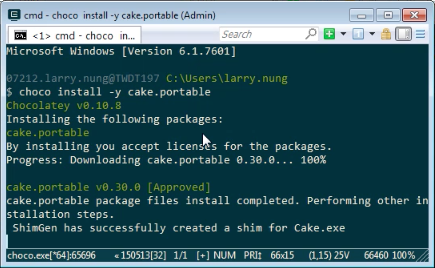 cmd - choco  install -y cake.portable (Admin)
<1> cmd - choco  in...
Search
Microsoft Windows [Version 6.1.7601]
07212.larry.nung@TWDT197 C:\Users\larry.nung
$ choco install -y cake.portable
Chocolatey v0.10.8
Installing the following packages:
cake.portable
By installing you accept licenses for the packages.
Progress: Downloading cake.portable 0.30.0... 100%
cake.portable v0.30.0 [Approved]
cake.portable package files install completed. Performing other in
stallation steps.
 ShimGen has successfully created a shim for Cake.exe
choco.exe[*64]:65696 «150513[32] 1/1 [+] NUM PRI↕ 66x15 (1,15) 25V 66460 100%